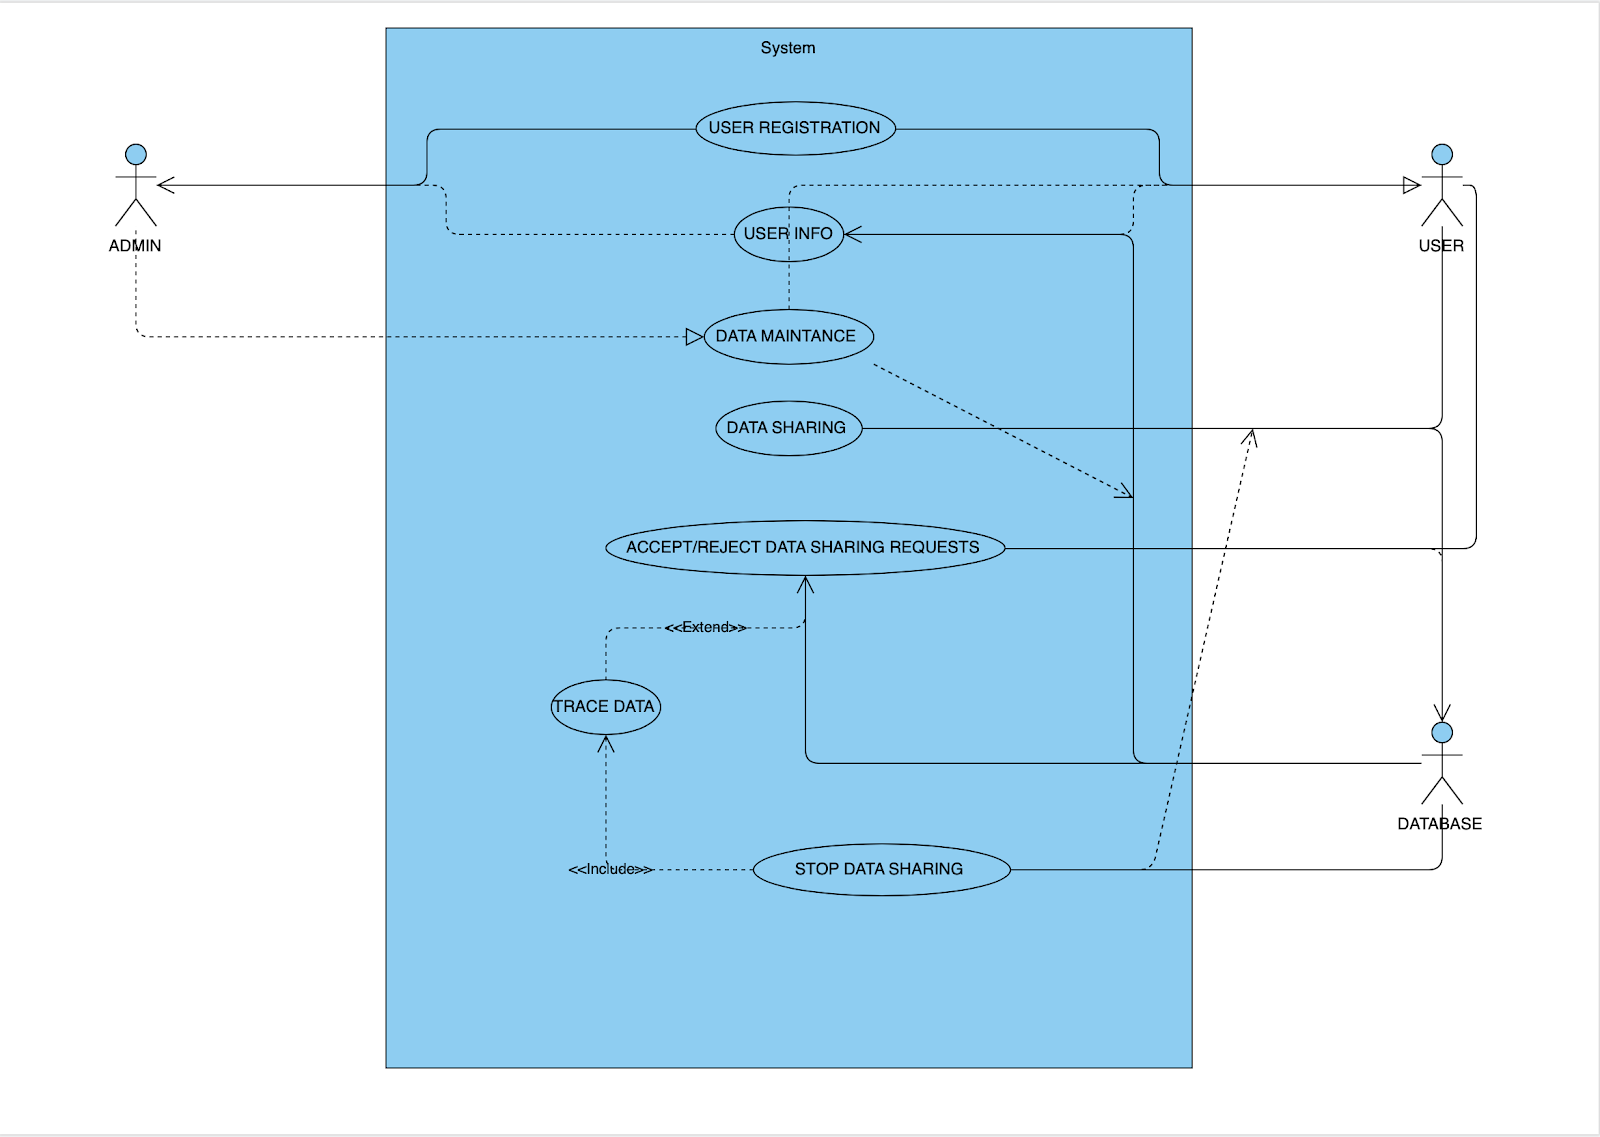 System
USER REGISTRATION
ADMIN
USER
USER INFO
DATA MAINTANCE
DATA SHARING
ACCEPT/REJECT DATA SHARING REQUESTS
<<Extend>>
TRACE DATA
DATABASE
<<Include>>
STOP DATA SHARING